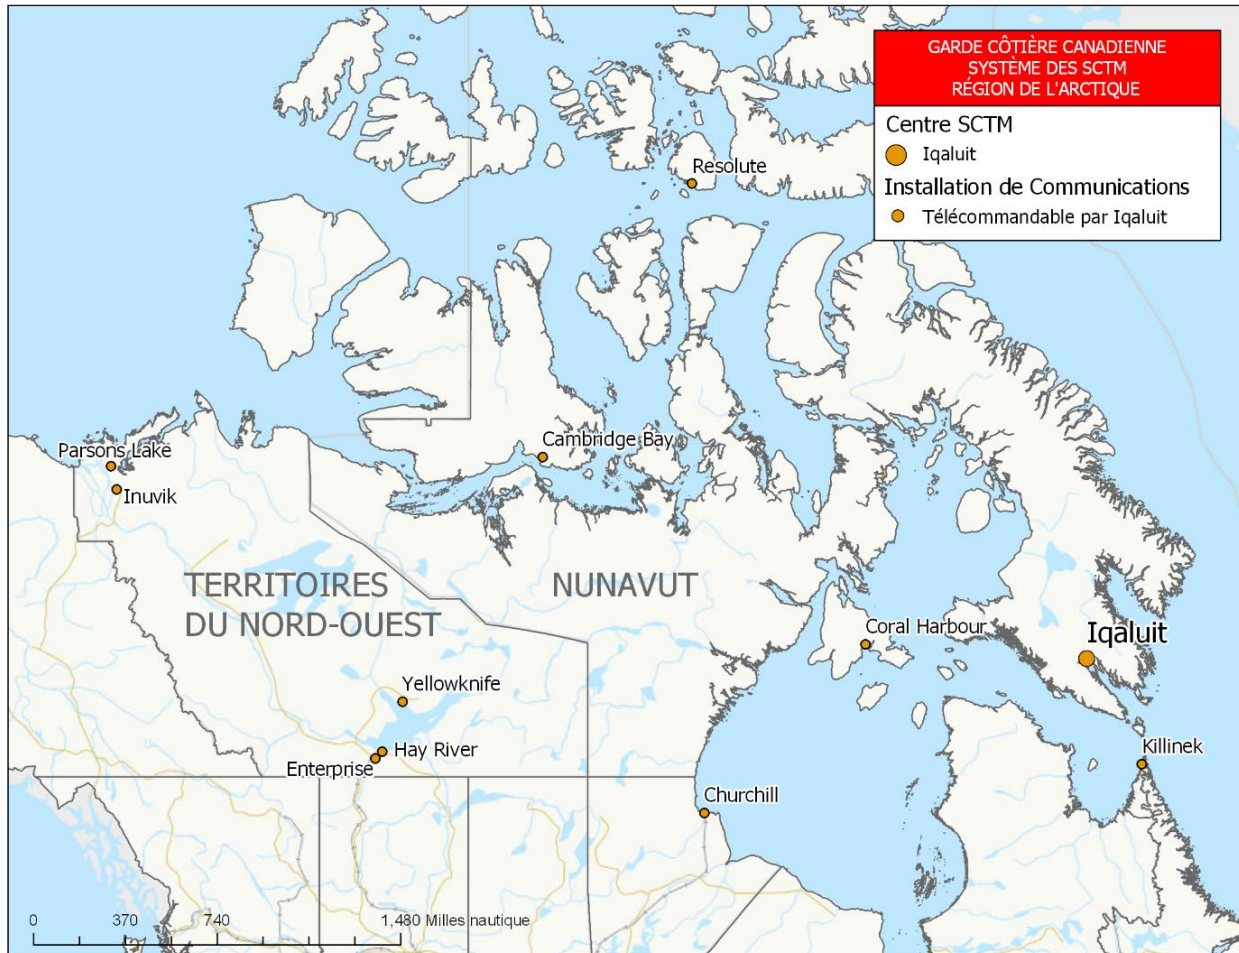 GARDE CÔTIÈRE CANADIENNE
SYSTÈME DES SCTM
RÉGION DE L'ARCTIQUE
Centre SCTM
Iqaluit
Installation de Communications
Télécommandable par Iqaluit
Resolute
Cambridge Bay
Parsons Lake
Inuvik
TERRITOIRES
DU NORD-OUEST
NUNAVUT
Coral Harbour
Iqaluit
Yellowknife
Hay River
Enterprise
Killinek
Churchill
0 370 740 1,480 Milles nautique